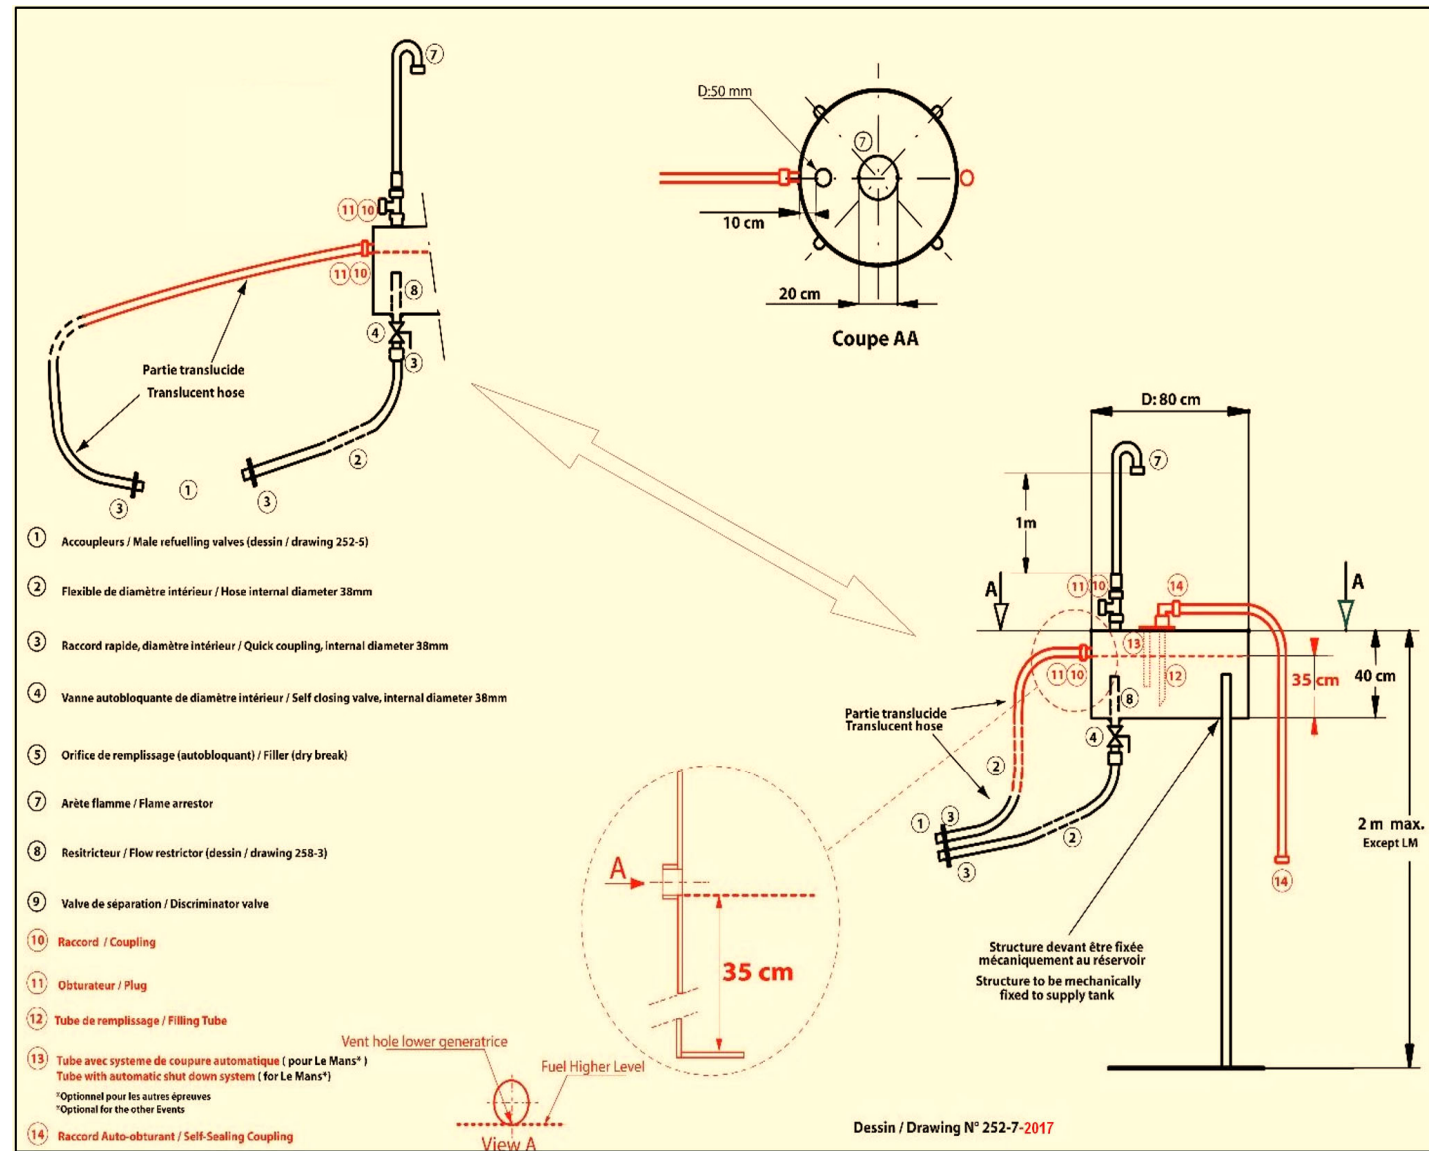 7
11 10
11 10
8
4
3
Partie translucide
Translucent hose
2
3
1
3
D:50 mm
7
10 cm
20 cm
Coupe AA
D: 80 cm
7
1m
A
11 10
14
A
13
12
11 10
8
35 cm
40 cm
Partie translucide
Translucent hose
4
2
1
3
2
3
14
2 m max.
Except LM
Structure devant être fixée
mécaniquement au réservoir
Structure to be mechanically
fixed to supply tank
A
35 cm
1 Accoupleurs / Male refuelling valves (dessin / drawing 252-5)
2 Flexible de diamètre intérieur / Hose internal diameter 38mm
3 Raccord rapide, diamètre intérieur / Quick coupling, internal diameter 38mm
4 Vanne autobloquante de diamètre intérieur / Self closing valve, internal diameter 38mm
5 Orifice de remplissage (autobloquant) / Filler (dry break)
7 Arète flamme / Flame arrestor
8 Resitricteur / Flow restrictor (dessin / drawing 258-3)
9 Valve de séparation / Discriminator valve
10 Raccord / Coupling
11 Obturateur / Plug
12 Tube de remplissage / Filling Tube
13 Tube avec systeme de coupure automatique ( pour Le Mans* )
Tube with automatic shut down system ( for Le Mans*)
*Optionnel pour les autres épreuves
*Optional for the other Events
14 Raccord Auto-obturant / Self-Sealing Coupling
Vent hole lower generatrice
Fuel Higher Level
View A
Dessin / Drawing N° 252-7-2017